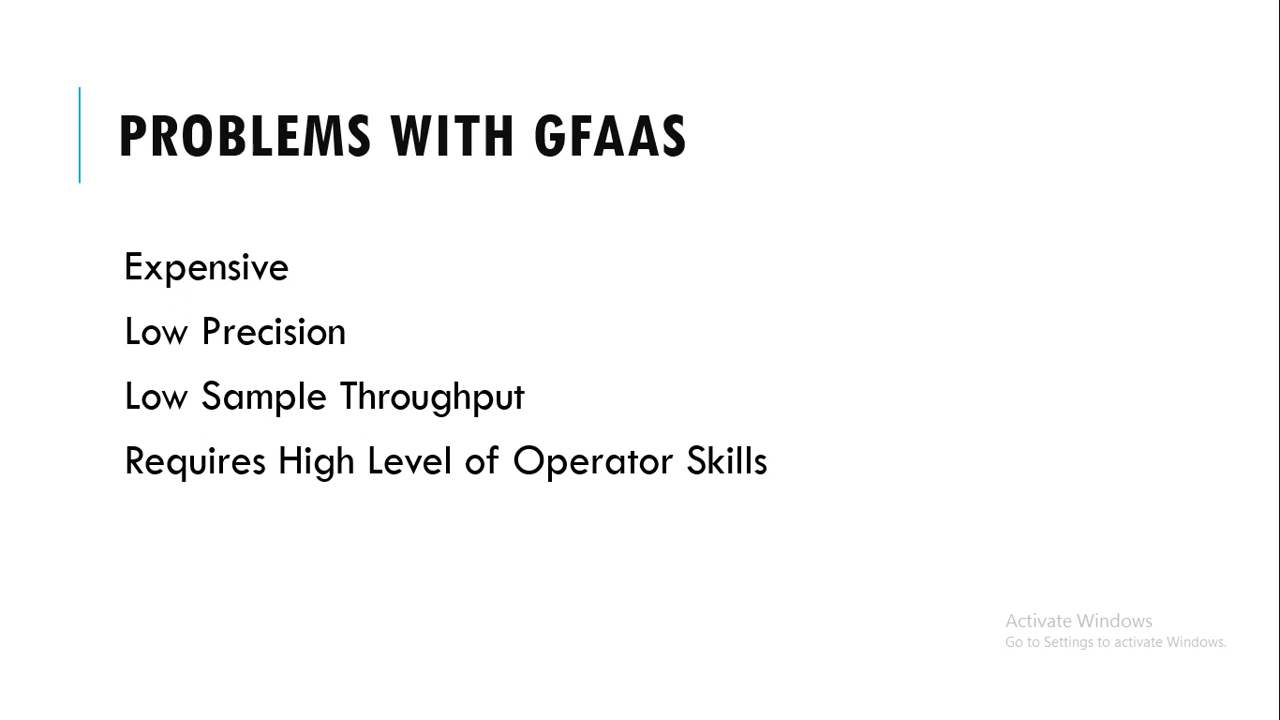 PROBLEMS WITH GFAAS
Expensive
Low Precision
Low Sample Throughput
Requires High Level of Operator Skills
Activate Windows
Go to Settings to activate Windows.